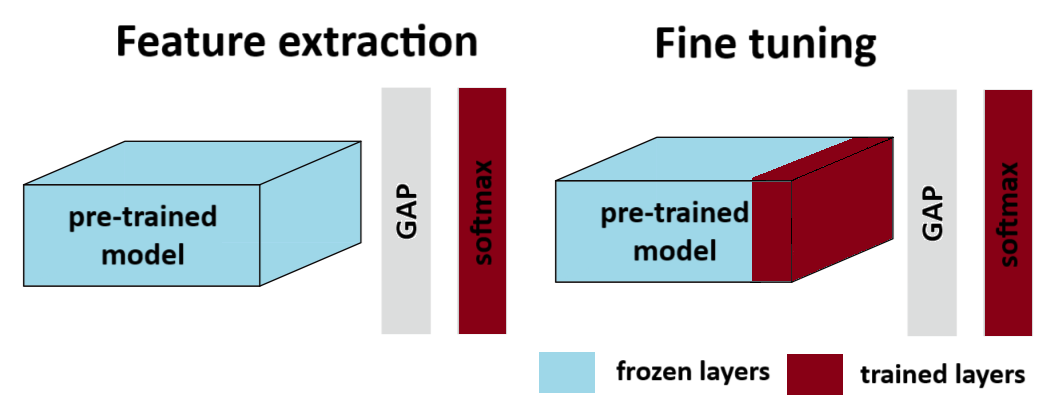 Feature extraction
Fine tuning
pre-trained
model
GAP
softmax
pre-trained
model
GAP
softmax
frozen layers
trained layers